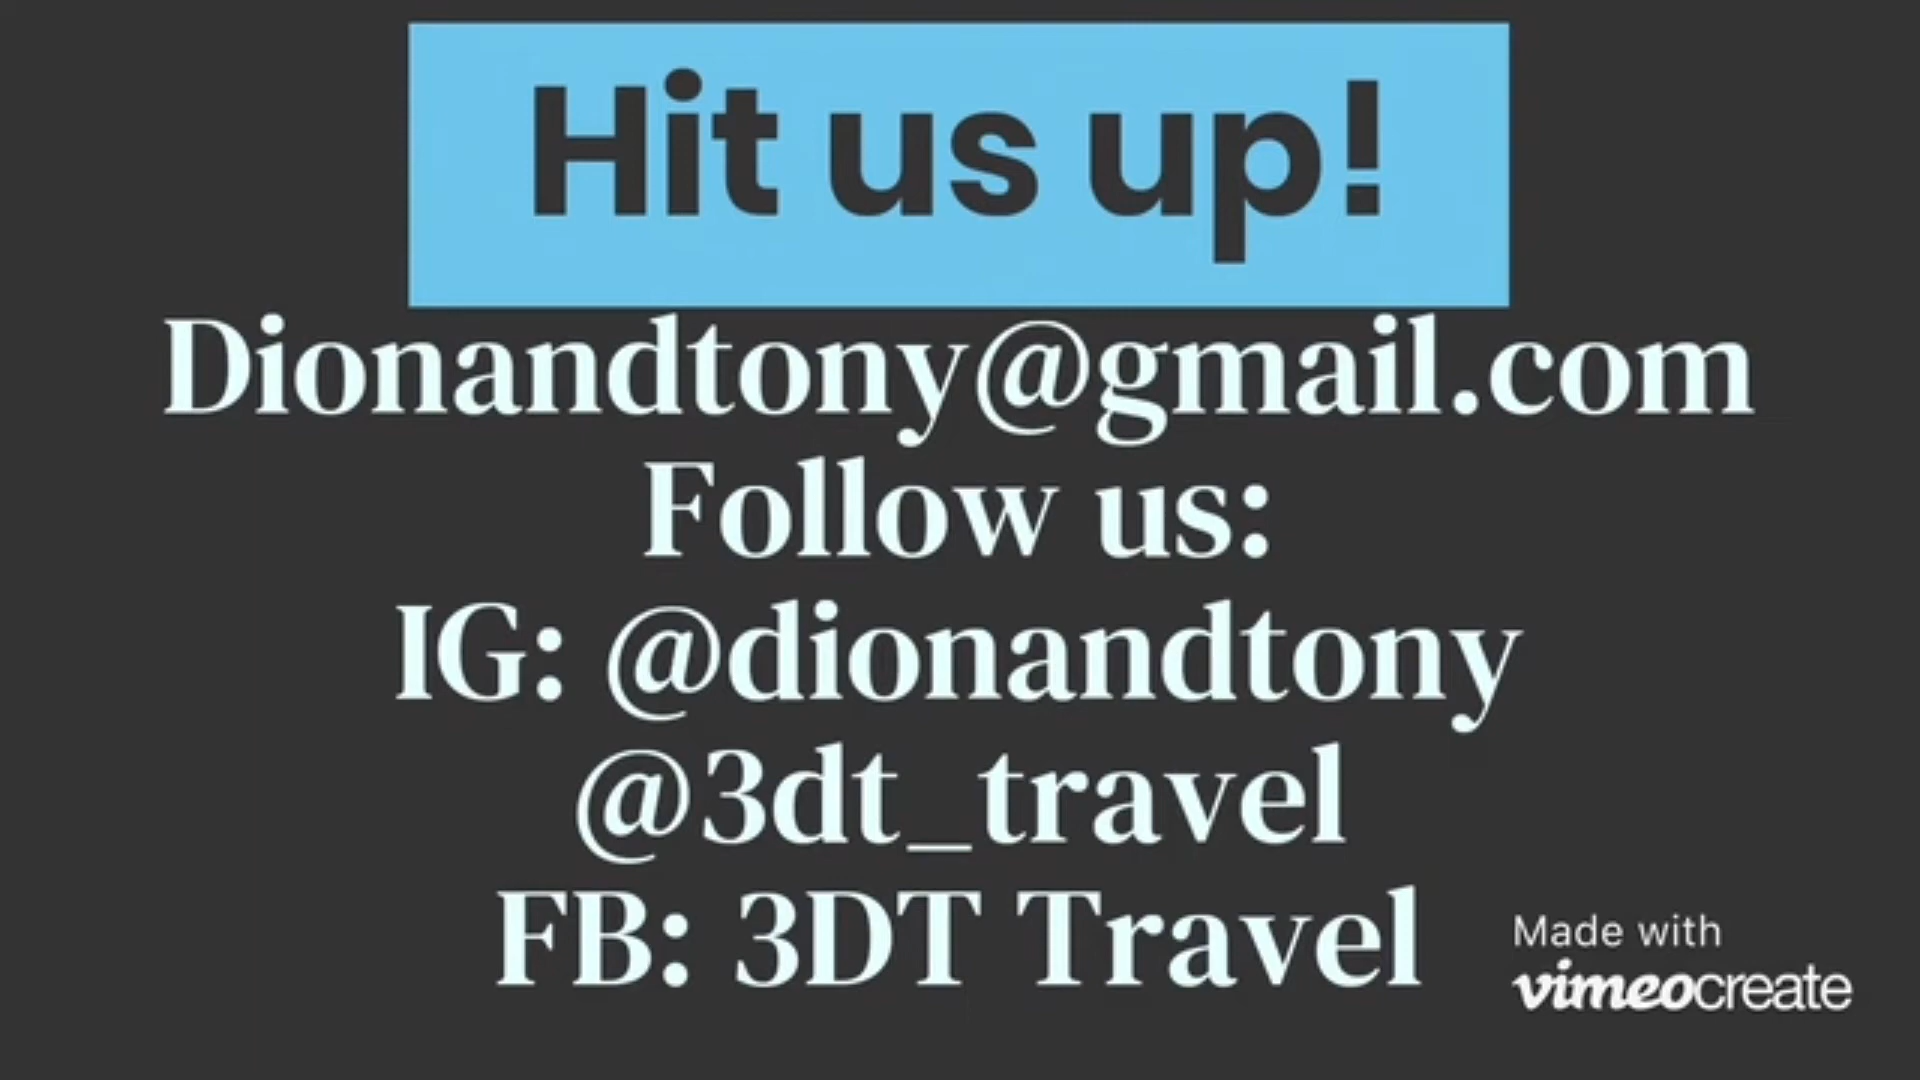 Hit us up!
Dionandtony@gmail.com
Follow us:
IG: @dionandtony
@3dt_travel
FB: 3DT Travel
Made with
vimeocreate